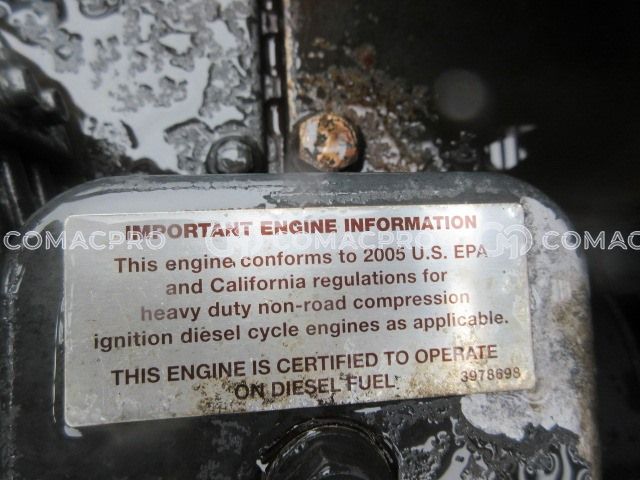 IMPORTANT ENGINE INFORMATION
This engine conforms to 2005 U.S. EPA
and California regulations for
heavy duty non-road compression
ignition diesel cycle engines as applicable.
THIS ENGINE IS CERTIFIED TO OPERATE
ON DIESEL FUEL.
3978698
COMACPRO COMACPRO COMACPRO